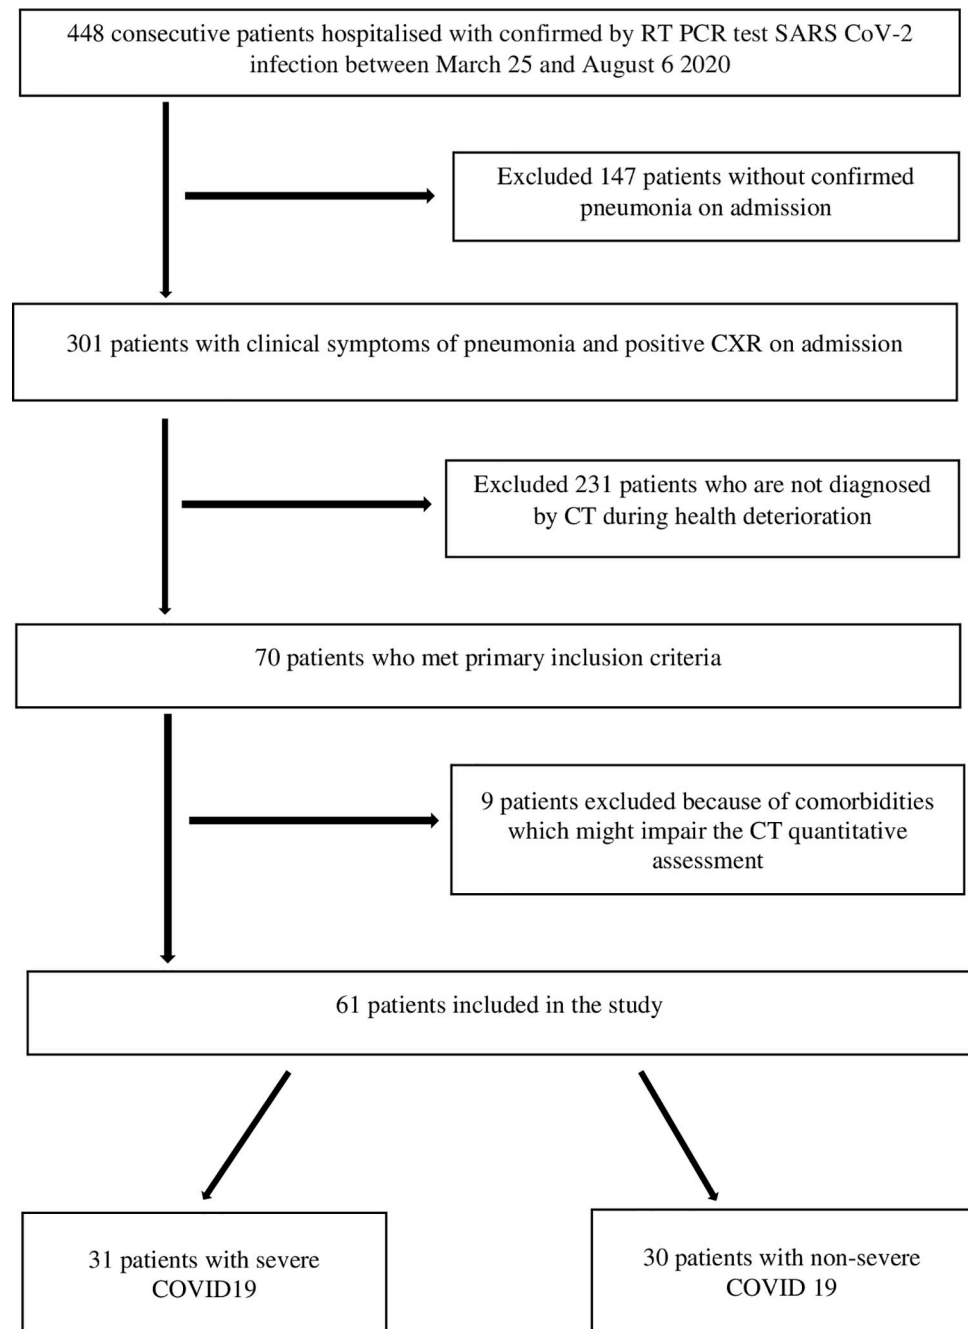 448 consecutive patients hospitalised with confirmed by RT PCR test SARS CoV-2
infection between March 25 and August 6 2020
Excluded 147 patients without confirmed
pneumonia on admission
301 patients with clinical symptoms of pneumonia and positive CXR on admission
Excluded 231 patients who are not diagnosed
by CT during health deterioration
70 patients who met primary inclusion criteria
9 patients excluded because of comorbidities
which might impair the CT quantitative
assessment
61 patients included in the study
31 patients with severe
COVID19
30 patients with non-severe
COVID 19